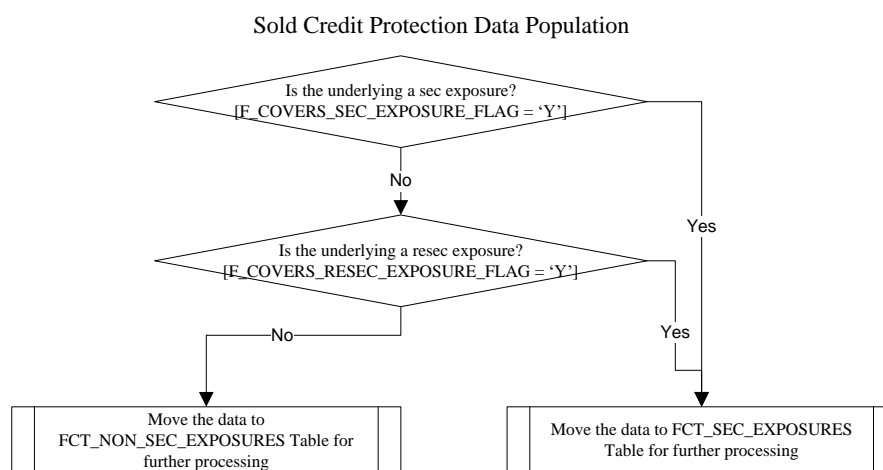 Sold Credit Protection Data Population
Is the underlying a sec exposure?
[F_COVERS_SEC_EXPOSURE_FLAG = ‘Y’]
No
Yes
Is the underlying a resec exposure?
[F_COVERS_RESEC_EXPOSURE_FLAG = ‘Y’]
No
Yes
Move the data to
FCT_NON_SEC_EXPOSURES Table for
further processing
Move the data to FCT_SEC_EXPOSURES
Table for further processing